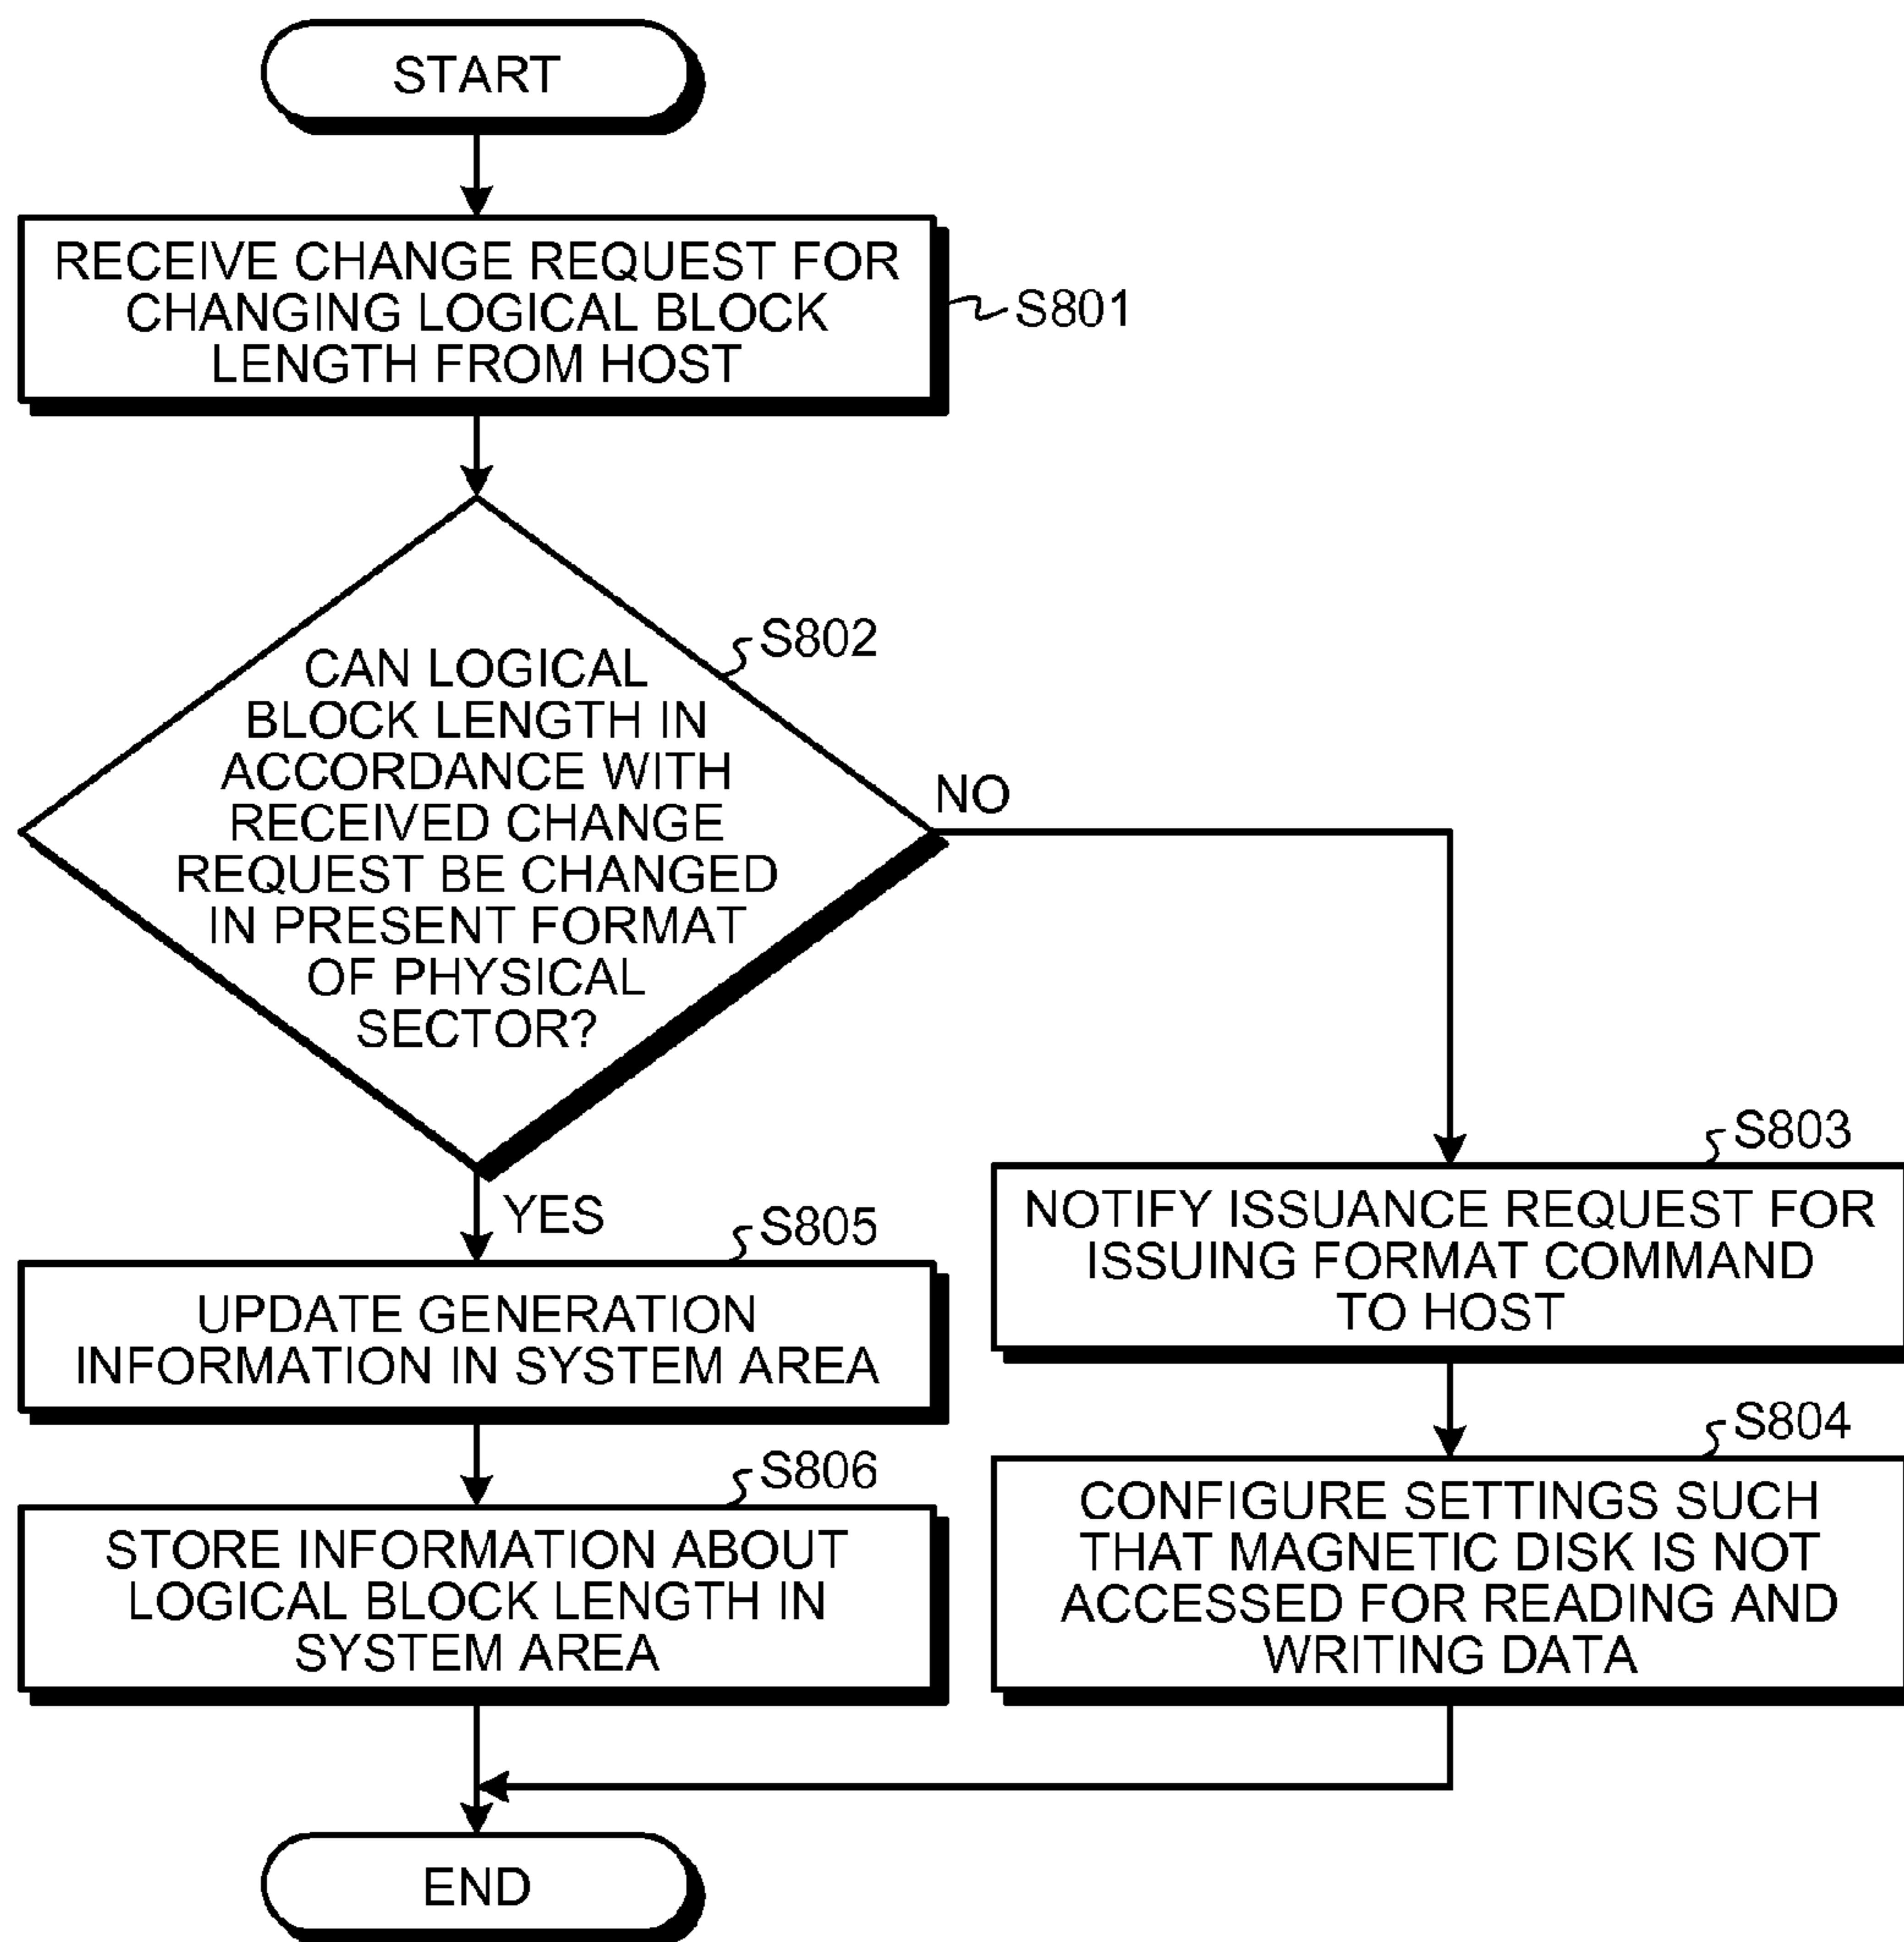 START
RECEIVE CHANGE REQUEST FOR
CHANGING LOGICAL BLOCK
LENGTH FROM HOST
S801
S802
CAN LOGICAL
BLOCK LENGTH IN
ACCORDANCE WITH
RECEIVED CHANGE
REQUEST BE CHANGED
IN PRESENT FORMAT
OF PHYSICAL
SECTOR?
NO
YES
S803
NOTIFY ISSUANCE REQUEST FOR
ISSUING FORMAT COMMAND
TO HOST
S804
CONFIGURE SETTINGS SUCH
THAT MAGNETIC DISK IS NOT
ACCESSED FOR READING AND
WRITING DATA
S805
UPDATE GENERATION
INFORMATION IN SYSTEM AREA
S806
STORE INFORMATION ABOUT
LOGICAL BLOCK LENGTH IN
SYSTEM AREA
END